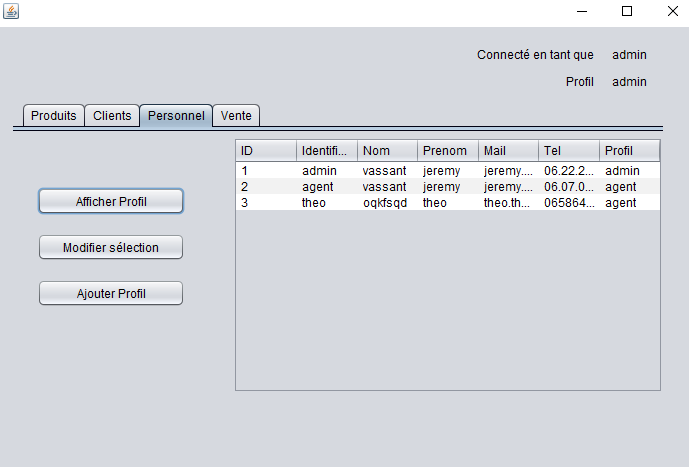 Connecté en tant que admin
Profil admin
Produits Clients Personnel Vente
ID Identifi... Nom Prenom Mail Tel Profil
1 admin vassant jeremy jeremy.... 06.22.2... admin
2 agent vassant jeremy jeremy.... 06.07.0... agent
3 theo oqkfsqd theo theo.th... 065864... agent
Afficher Profil
Modifier sélection
Ajouter Profil